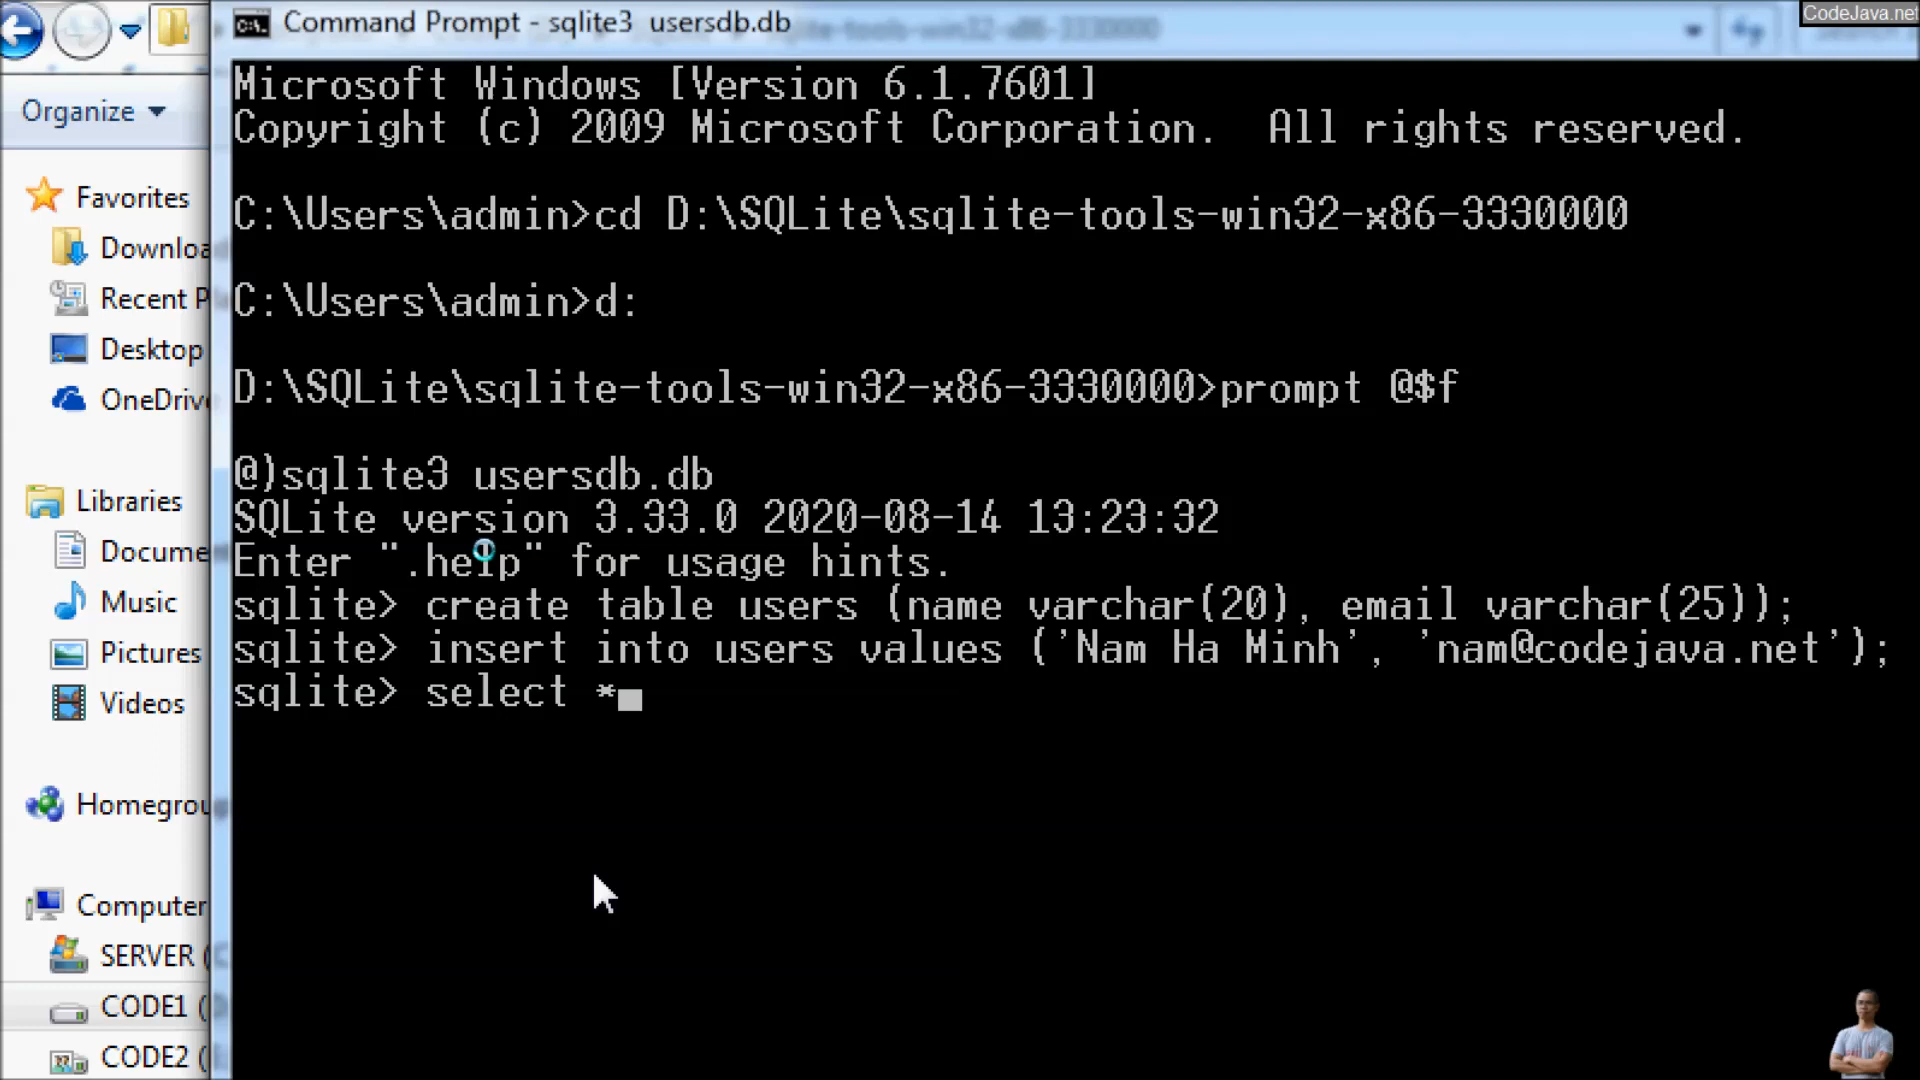 CodeJava.net
Command Prompt - sqlite3 usersdb.db
Organize
Favorites
Recent
Desktop
Libraries
Music
Pictures
Videos
Computer
SERVER (
CODE1 (
CODE2 (
Microsoft Windows [Version 6.1.7601]
Copyright (c) 2009 Microsoft Corporation.  All rights reserved.
C:\Users\admin>cd D:\SQLite\sqlite-tools-win32-x86-3330000
C:\Users\admin>d:
D:\SQLite\sqlite-tools-win32-x86-3330000>prompt @$f
@)sqlite3 usersdb.db
SQLite version 3.33.0 2020-08-14 13:23:32
Enter ".help" for usage hints.
sqlite> create table users (name varchar(20), email varchar(25));
sqlite> insert into users values ('Nam Ha Minh', 'nam@codejava.net');
sqlite> select *